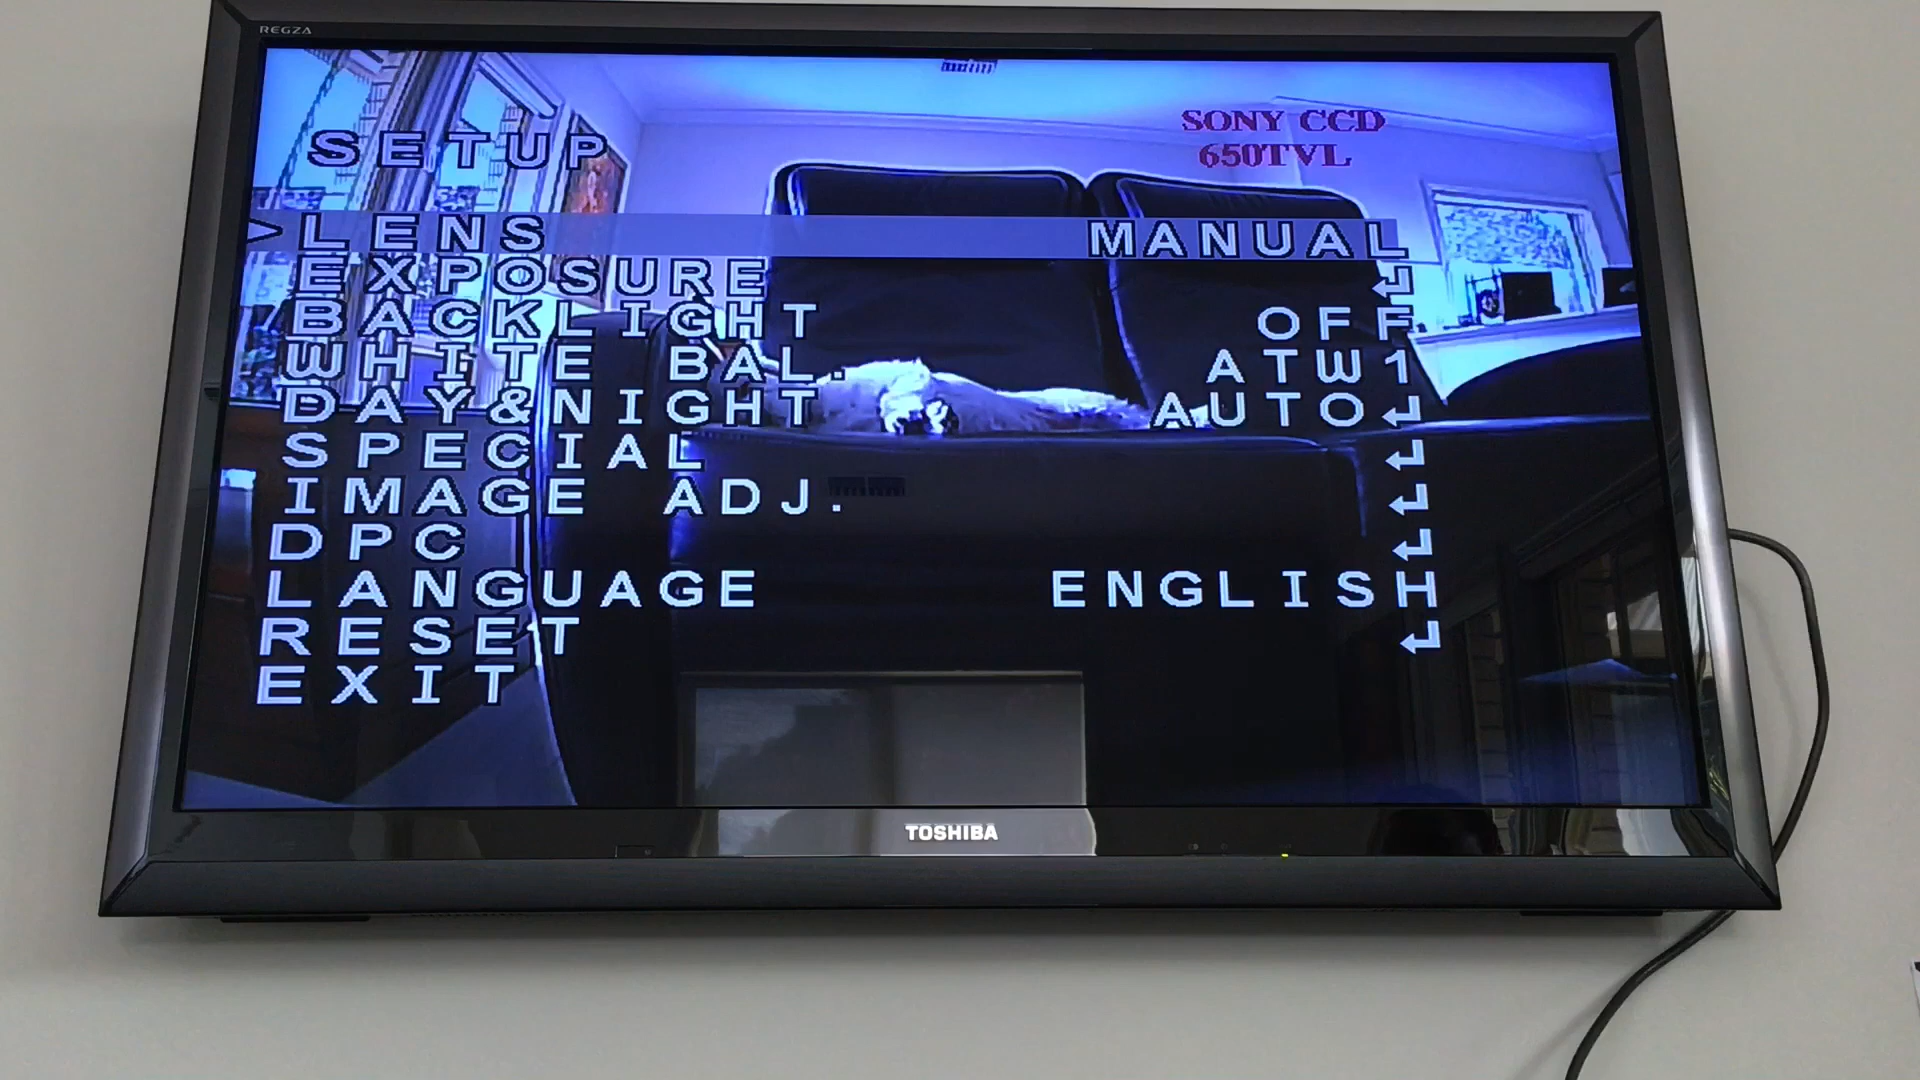 REGZA
SONY CCD
650TVL
SETUP
>LENS MANUAL
EXPOSURE ↵
BACKLIGHT OFF
WHITE BAL. ATW1
DAY&NIGHT AUTO↵
SPECIAL ↵
IMAGE ADJ. ↵
DPC ↵
LANGUAGE ENGLISH
RESET ↵
EXIT
TOSHIBA